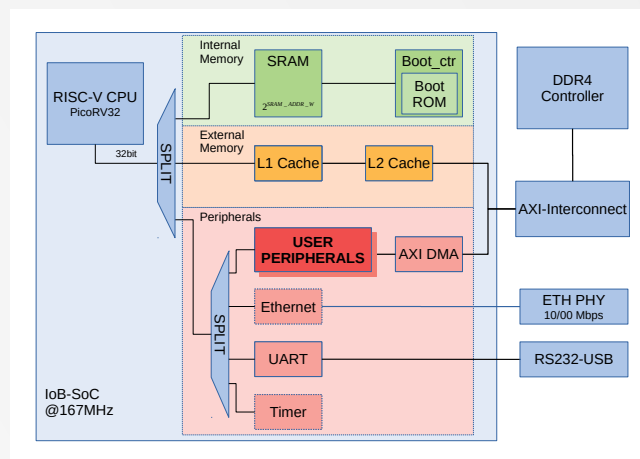 Internal
Memory
SRAM
2^SRAM_ADDR_W
Boot_ctr
Boot
ROM
RISC-V CPU
PicoRV32
32bit
SPLIT
External
Memory
L1 Cache
L2 Cache
DDR4
Controller
AXI-Interconnect
Peripherals
USER
PERIPHERALS
AXI DMA
SPLIT
Ethernet
ETH PHY
10/00 Mbps
UART
RS232-USB
Timer
IoB-SoC
@167MHz